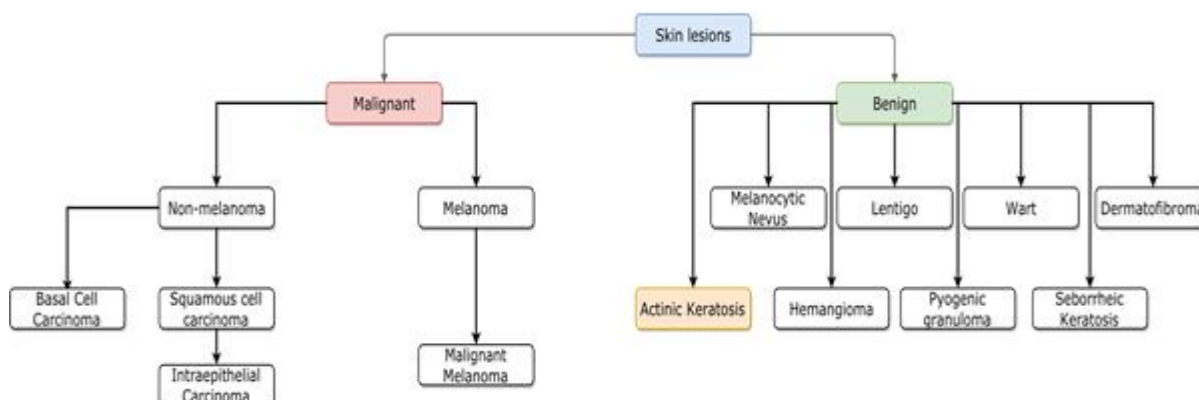 Skin lesions
Malignant
Benign
Non-melanoma
Melanoma
Melanocytic
Nevus
Lentigo
Wart
Dermatofibroma
Basal Cell
Carcinoma
Squamous cell
carcinoma
Actinic Keratosis
Hemangioma
Pyogenic
granuloma
Seborrheic
Keratosis
Intraepithelial
Carcinoma
Malignant
Melanoma